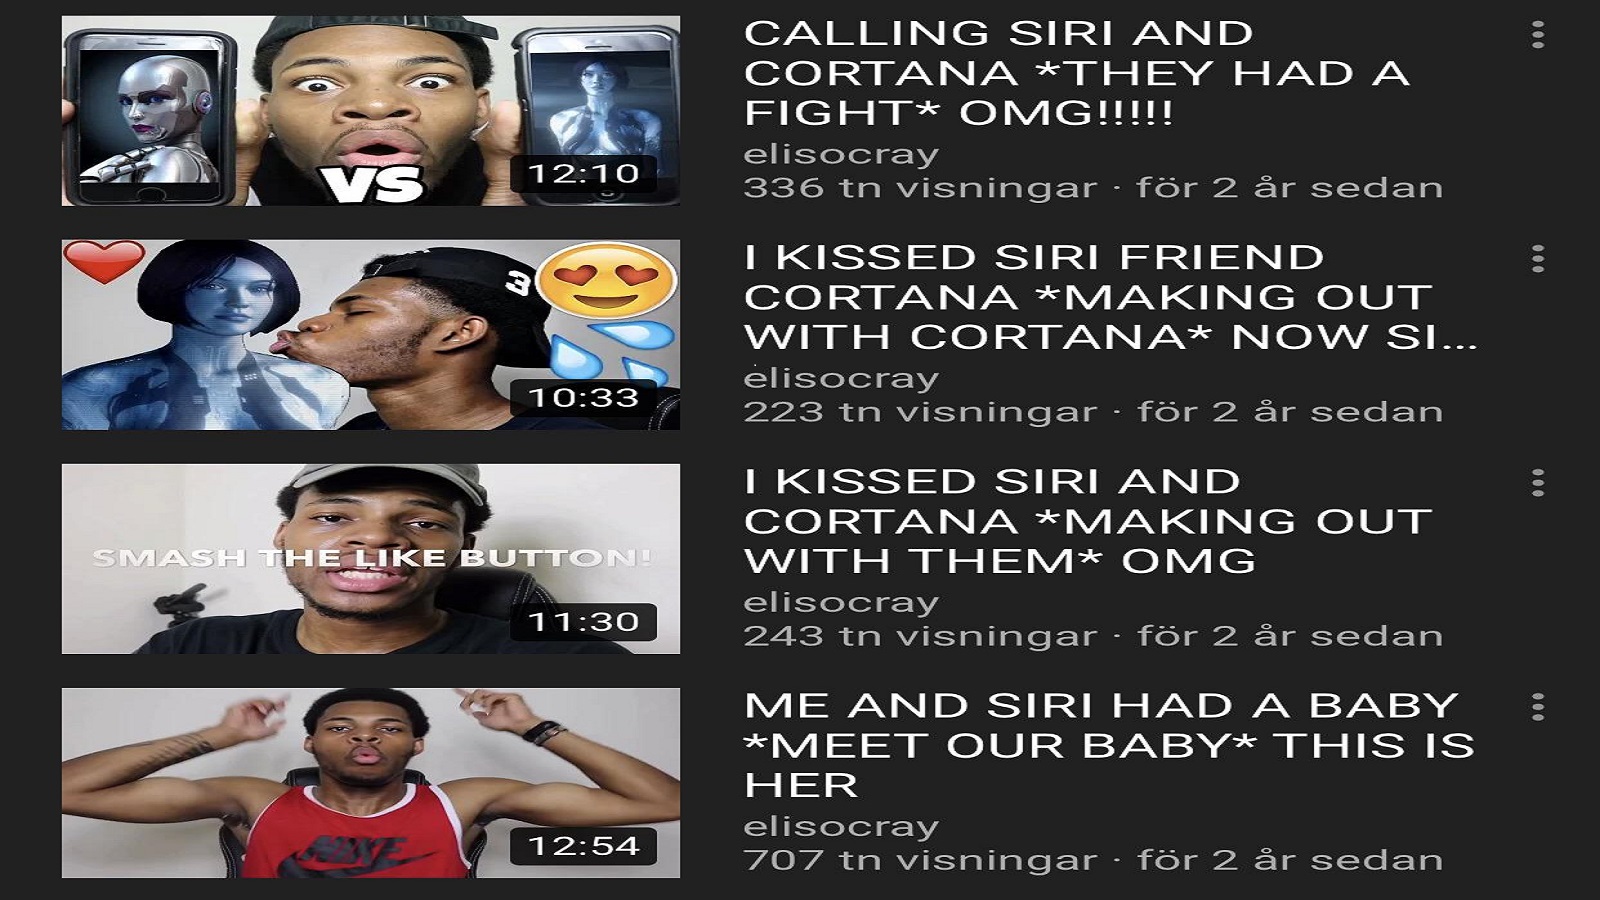 CALLING SIRI AND
CORTANA *THEY HAD A
FIGHT* OMG!!!!!
elisocray
336 tn visningar · för 2 år sedan
VS
12:10
I KISSED SIRI FRIEND
CORTANA *MAKING OUT
WITH CORTANA* NOW SI...
elisocray
223 tn visningar · för 2 år sedan
3
10:33
I KISSED SIRI AND
CORTANA *MAKING OUT
WITH THEM* OMG
elisocray
243 tn visningar · för 2 år sedan
SMASH THE LIKE BUTTON!
11:30
ME AND SIRI HAD A BABY
*MEET OUR BABY* THIS IS
HER
elisocray
707 tn visningar · för 2 år sedan
NIKE
12:54